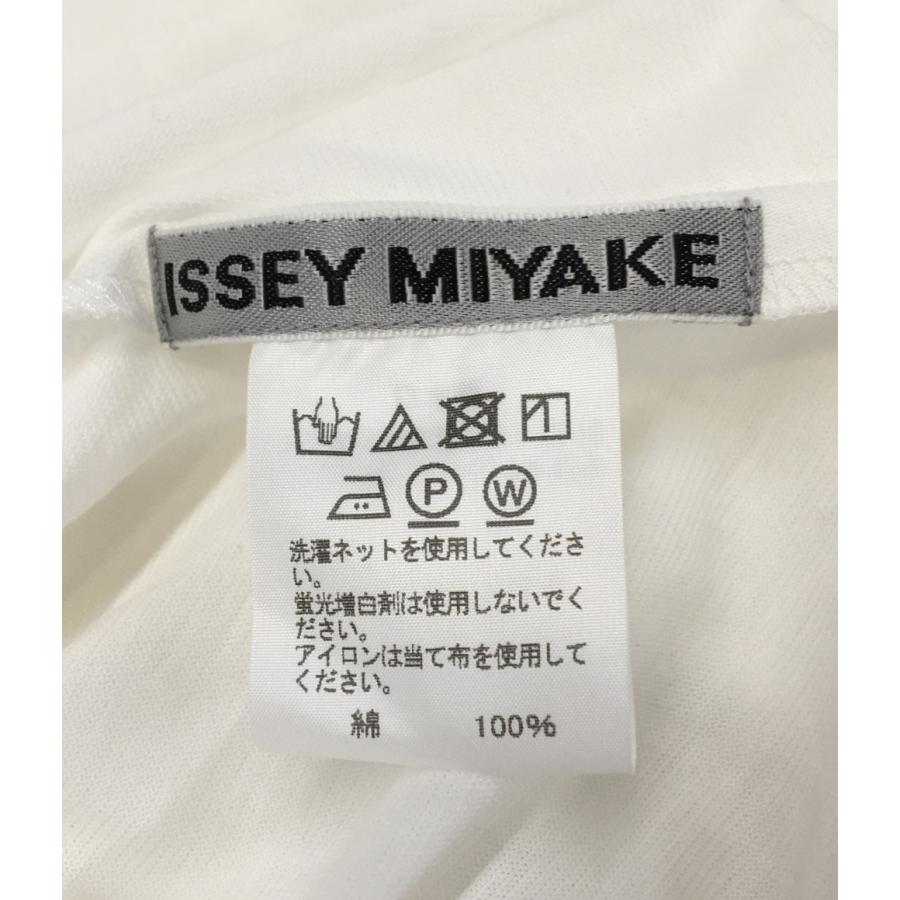 ISSEY MIYAKE
P W
洗濯ネットを使用してくださ
い。
蛍光増白剤は使用しないでく
ださい。
アイロンは当て布を使用して
ください。
綿 100%